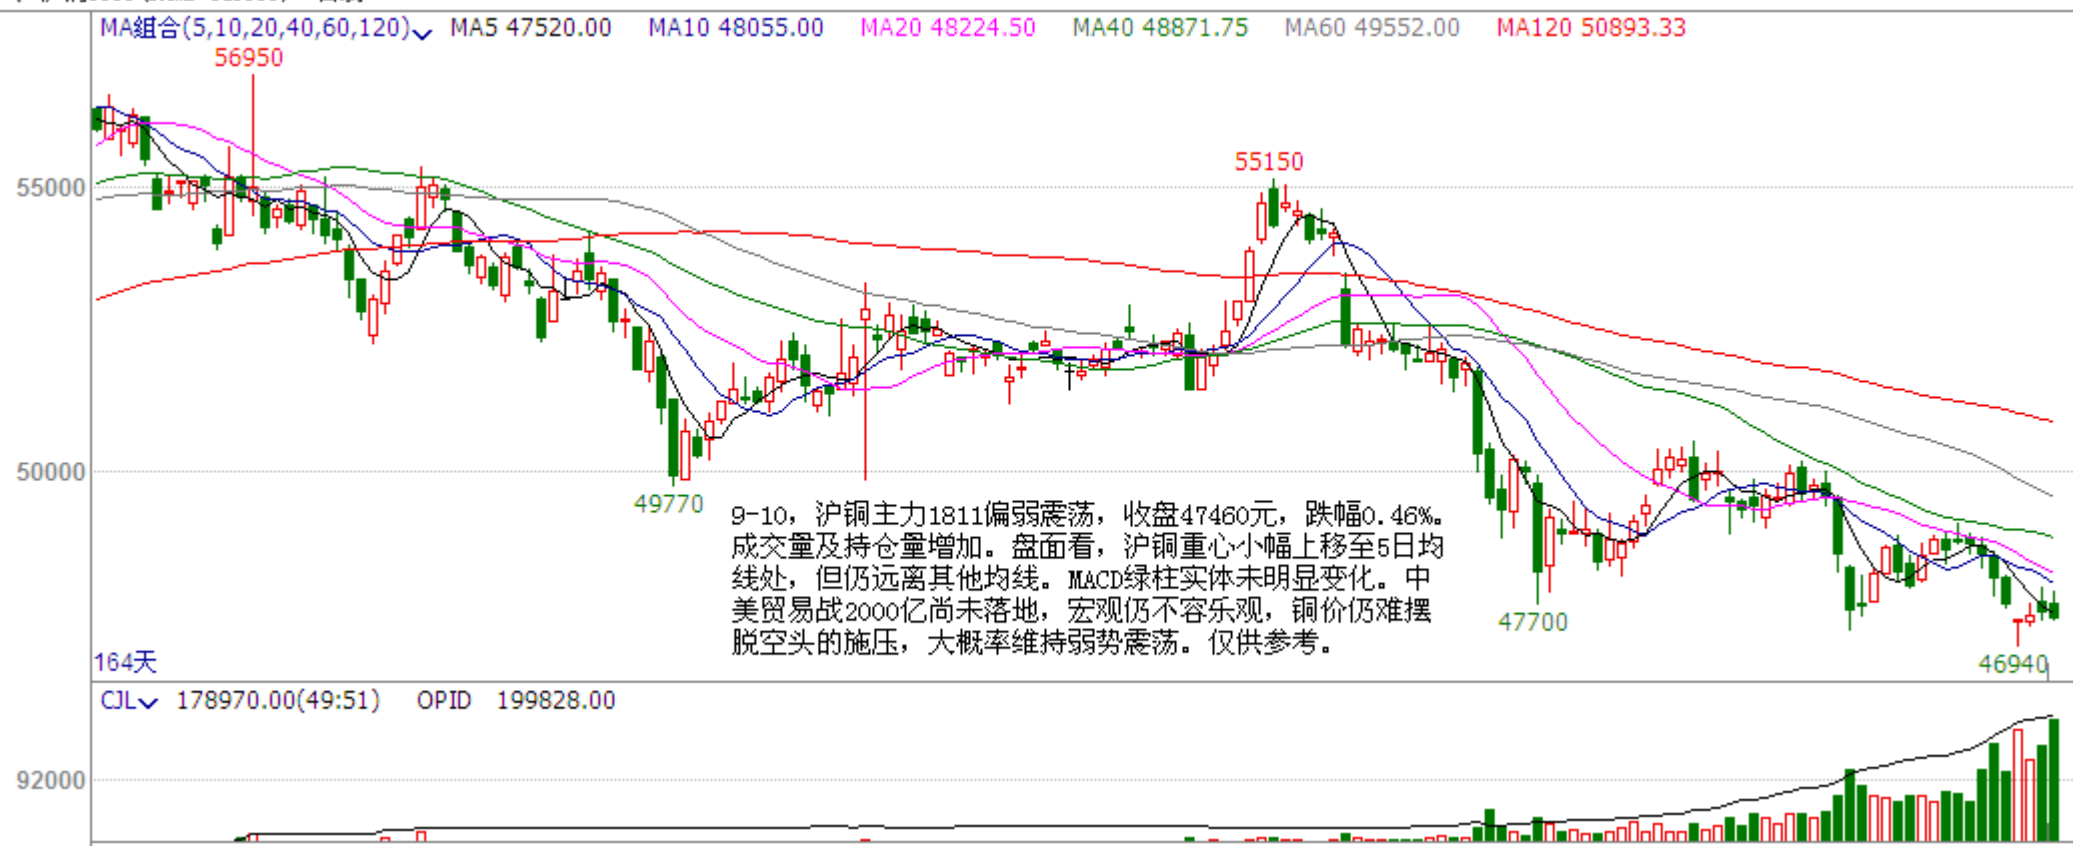 MA组合(5,10,20,40,60,120) MA5 47520.00 MA10 48055.00 MA20 48224.50 MA40 48871.75 MA60 49552.00 MA120 50893.33
56950
55150
55000
50000
49770
9-10，沪铜主力1811偏弱震荡，收盘47460元，跌幅0.46%。
成交量及持仓量增加。盘面看，沪铜重心小幅上移至5日均
线处，但仍远离其他均线。MACD绿柱实体未明显变化。中
美贸易战2000亿尚未落地，宏观仍不容乐观，铜价仍难摆
脱空头的施压，大概率维持弱势震荡。仅供参考。
47700
164天
46940
CJL 178970.00(49:51) OPID 199828.00
92000